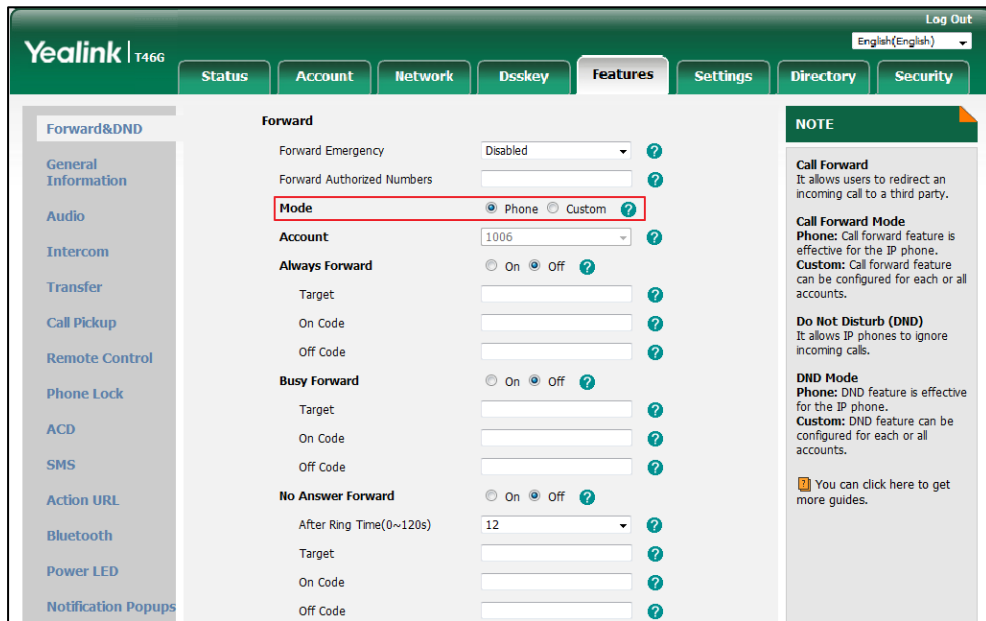 Log Out
Yealink | T46G
English(English)
Status Account Network Dsskey Features Settings Directory Security
Forward&DND
General
Information
Audio
Intercom
Transfer
Call Pickup
Remote Control
Phone Lock
ACD
SMS
Action URL
Bluetooth
Power LED
Notification Popups
Forward
Forward Emergency Disabled ?
Forward Authorized Numbers ?
Mode Phone Custom ?
Account 1006 ?
Always Forward On Off ?
Target ?
On Code ?
Off Code ?
Busy Forward On Off ?
Target ?
On Code ?
Off Code ?
No Answer Forward On Off ?
After Ring Time(0~120s) 12 ?
Target ?
On Code ?
Off Code ?
NOTE
Call Forward
It allows users to redirect an
incoming call to a third party.
Call Forward Mode
Phone: Call forward feature is
effective for the IP phone.
Custom: Call forward feature
can be configured for each or all
accounts.
Do Not Disturb (DND)
It allows IP phones to ignore
incoming calls.
DND Mode
Phone: DND feature is effective
for the IP phone.
Custom: DND feature can be
configured for each or all
accounts.
? You can click here to get
more guides.